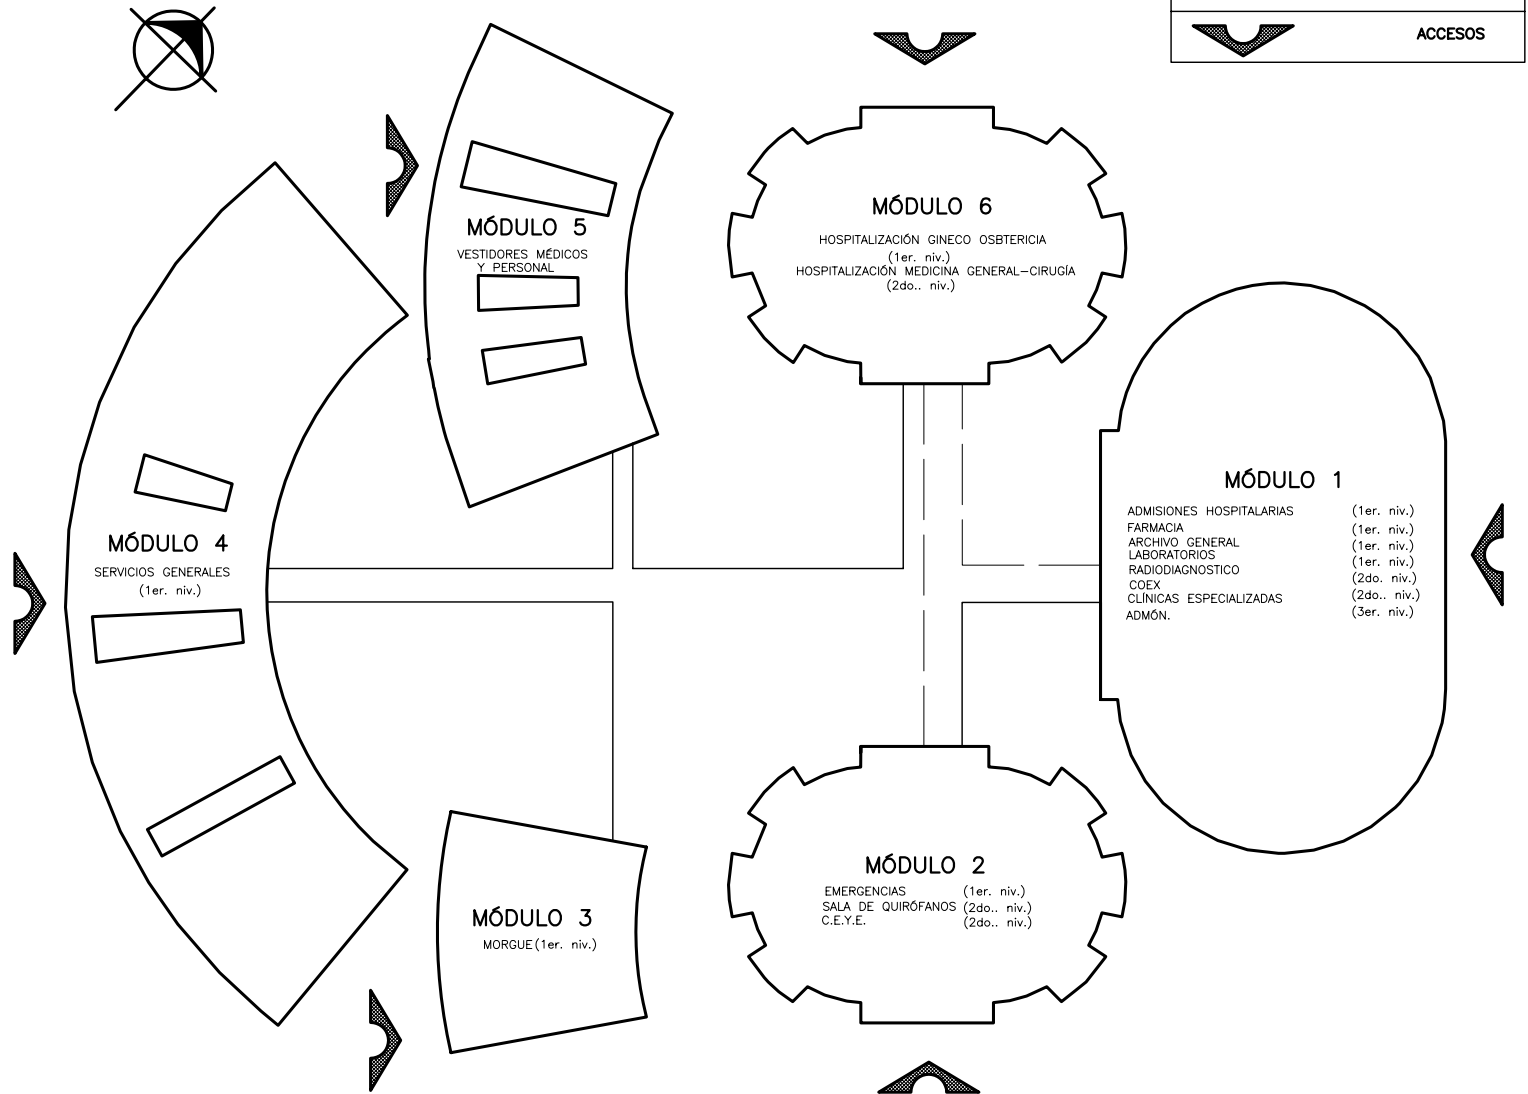 ACCESOS
MÓDULO 6
HOSPITALIZACIÓN GINECO OSBTERICIA
(1er. niv.)
HOSPITALIZACIÓN MEDICINA GENERAL-CIRUGÍA
(2do.. niv.)
MÓDULO 5
VESTIDORES MÉDICOS
Y PERSONAL
MÓDULO 1
ADMISIONES HOSPITALARIAS (1er. niv.)
FARMACIA (1er. niv.)
ARCHIVO GENERAL (1er. niv.)
LABORATORIOS (1er. niv.)
RADIODIAGNOSTICO (2do. niv.)
COEX (2do.. niv.)
CLÍNICAS ESPECIALIZADAS (3er. niv.)
ADMÓN.
MÓDULO 4
SERVICIOS GENERALES
(1er. niv.)
MÓDULO 2
EMERGENCIAS (1er. niv.)
SALA DE QUIRÓFANOS (2do.. niv.)
C.E.Y.E. (2do.. niv.)
MÓDULO 3
MORGUE(1er. niv.)